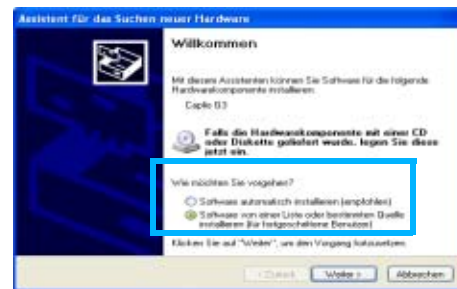 Assistent für das Suchen neuer Hardware
Willkommen
Mit diesem Assistenten können Sie Software für die folgende
Hardwarekomponente installieren:
Caplio G3
Falls die Hardwarekomponente mit einer CD
oder Diskette geliefert wurde, legen Sie diese
jetzt ein.
Wie möchten Sie vorgehen?
Software automatisch installieren (empfohlen)
Software von einer Liste oder bestimmten Quelle
installieren (für fortgeschrittene Benutzer)
Klicken Sie auf "Weiter", um den Vorgang fortzusetzen.
< Zurück
Weiter >
Abbrechen